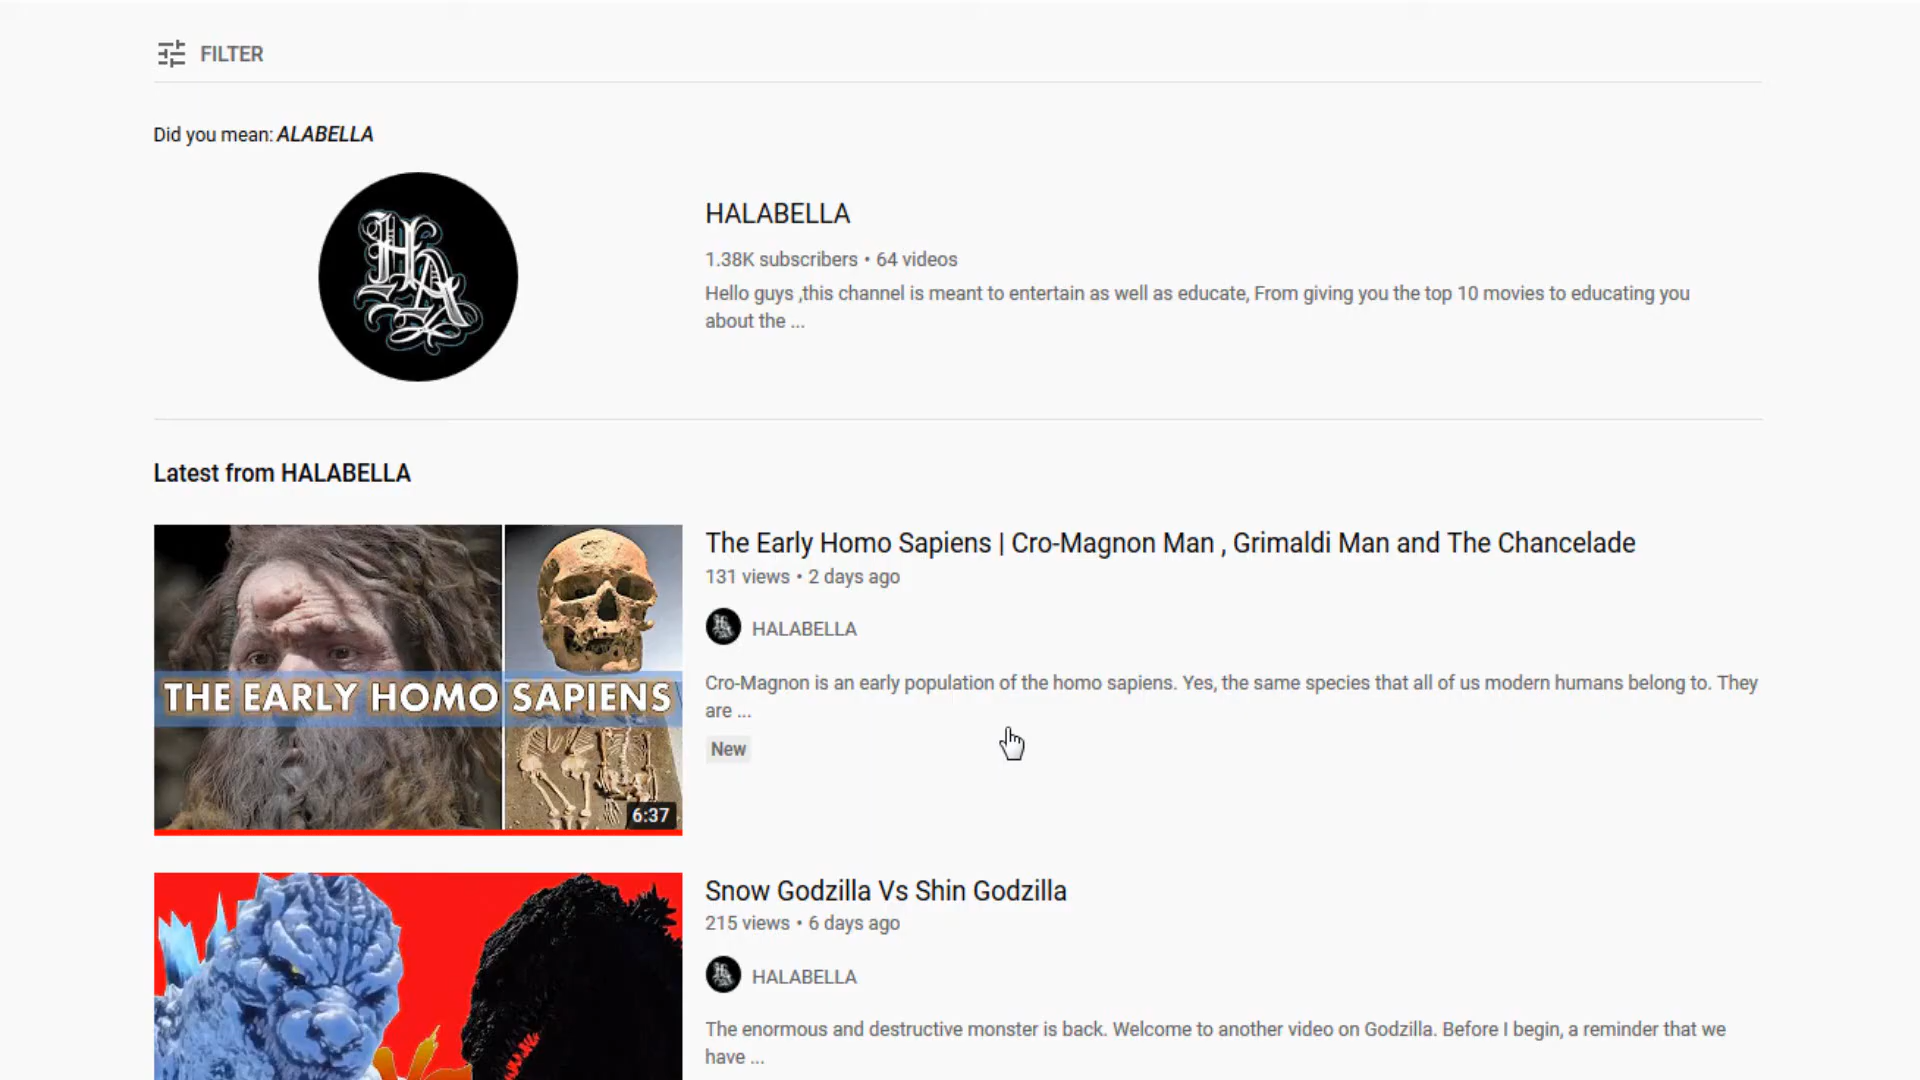 FILTER
Did you mean: ALABELLA
HA
HALABELLA
1.38K subscribers • 64 videos
Hello guys ,this channel is meant to entertain as well as educate, From giving you the top 10 movies to educating you
about the ...
Latest from HALABELLA
THE EARLY HOMO SAPIENS
6:37
The Early Homo Sapiens | Cro-Magnon Man , Grimaldi Man and The Chancelade
131 views • 2 days ago
HALABELLA
Cro-Magnon is an early population of the homo sapiens. Yes, the same species that all of us modern humans belong to. They
are ...
New
Snow Godzilla Vs Shin Godzilla
215 views • 6 days ago
HALABELLA
The enormous and destructive monster is back. Welcome to another video on Godzilla. Before I begin, a reminder that we
have ...